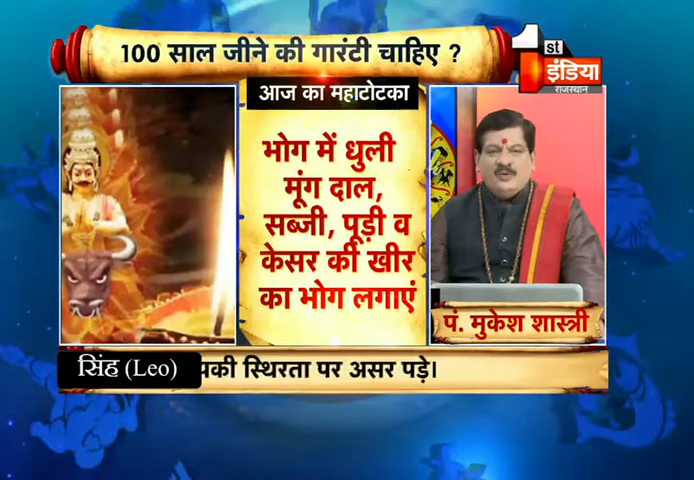 100 साल जीने की गारंटी चाहिए ?
1st
इंडिया
राजस्थान
आज का महाटोटका
भोग में धुली
मूंग दाल,
सब्जी, पूड़ी व
केसर की खीर
का भोग लगाएं
पं. मुकेश शास्त्री
सिंह (Leo) पकी स्थिरता पर असर पड़े।